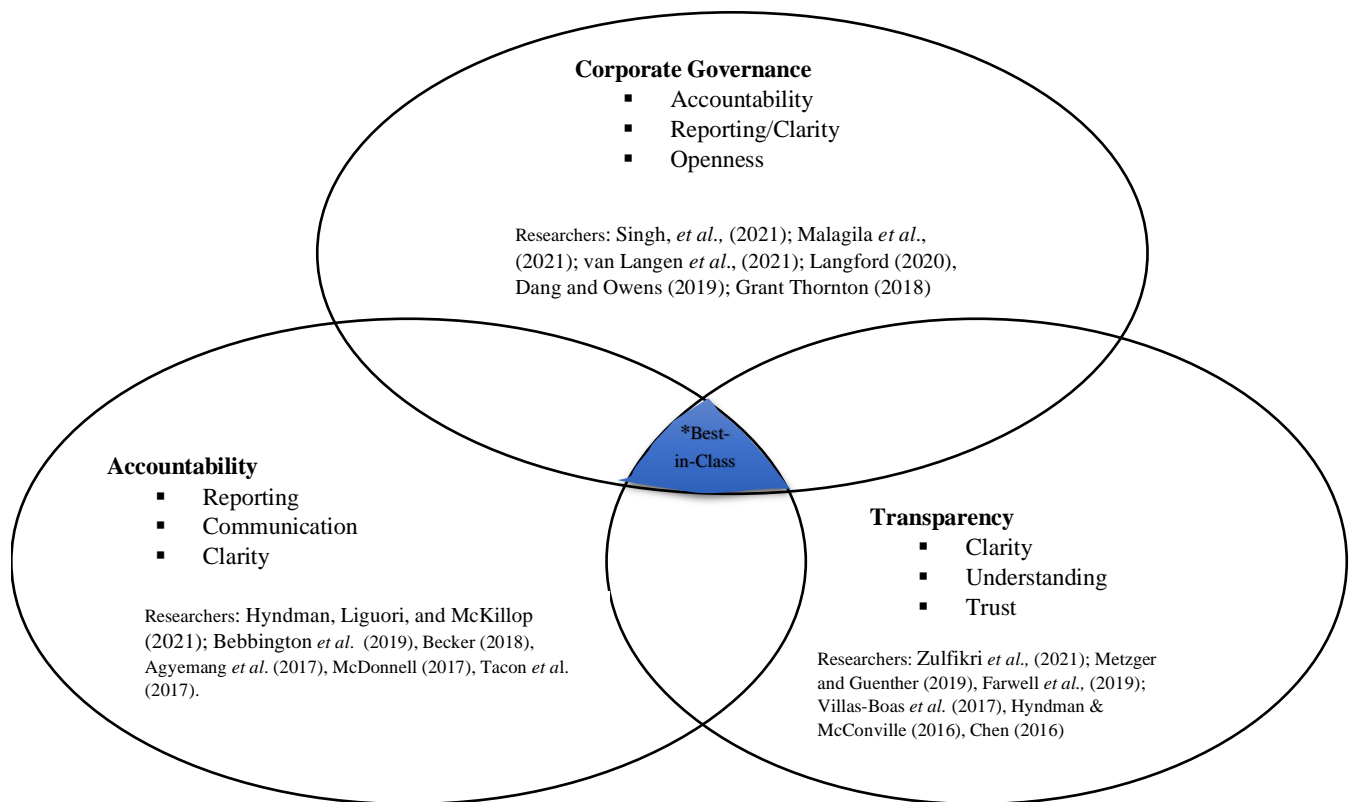 Corporate Governance
▪ Accountability
▪ Reporting/Clarity
▪ Openness
Researchers: Singh, et al., (2021); Malagila et al.,
(2021); van Langen et al., (2021); Langford (2020),
Dang and Owens (2019); Grant Thornton (2018)
*Best-
in-Class
Accountability
▪ Reporting
▪ Communication
▪ Clarity
Researchers: Hyndman, Liguori, and McKillop
(2021); Bebbington et al. (2019), Becker (2018),
Agyemang et al. (2017), McDonnell (2017), Tacon et al.
(2017).
Transparency
▪ Clarity
▪ Understanding
▪ Trust
Researchers: Zulfikri et al., (2021); Metzger
and Guenther (2019), Farwell et al., (2019);
Villas-Boas et al. (2017), Hyndman &
McConville (2016), Chen (2016)